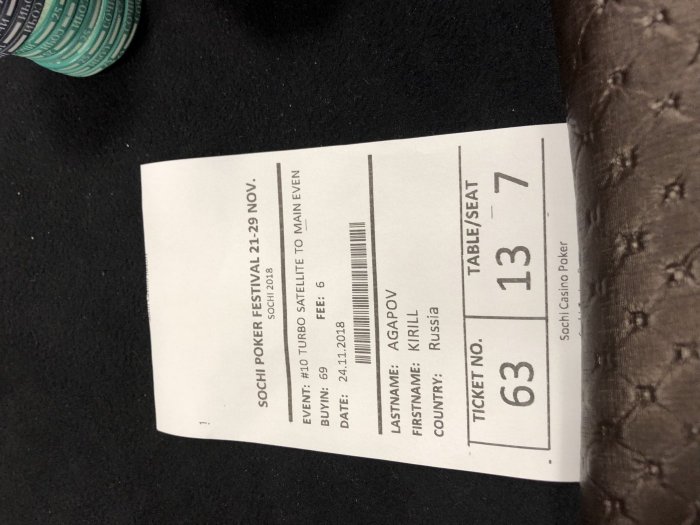 SOCHI POKER FESTIVAL 21-29 NOV.
SOCHI 2018
EVENT: #10 TURBO SATELLITE TO MAIN EVEN
BUYIN: 69 FEE: 6
DATE: 24.11.2018
LASTNAME: AGAPOV
FIRSTNAME: KIRILL
COUNTRY: Russia
TICKET NO. TABLE/SEAT
63 13 7
Sochi Casino Poker